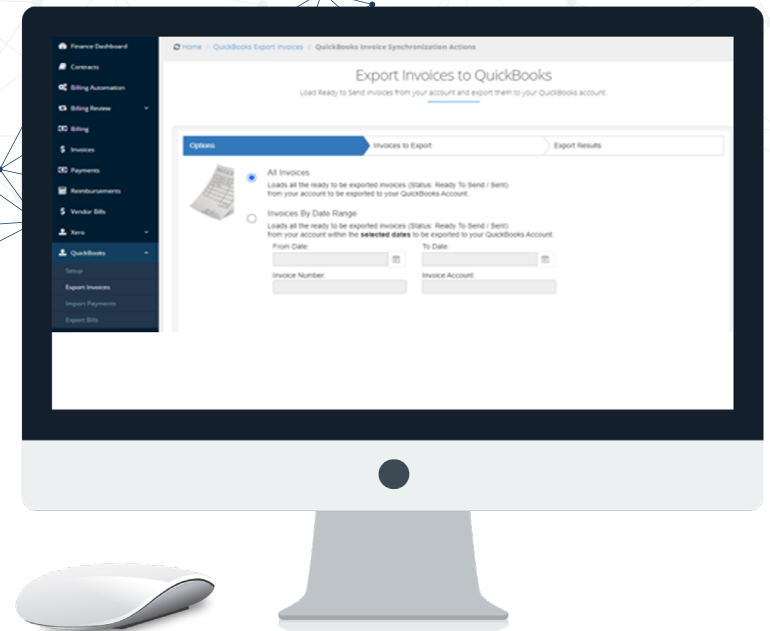 Finance Dashboard
Contracts
Billing Automation
Billing Review
Billing
Invoices
Payments
Reimbursements
Vendor Bills
Xero
QuickBooks
Setup
Export Invoices
Import Payments
Export Bills
Home / QuickBooks Export Invoices / QuickBooks Invoice Synchronization Actions
Export Invoices to QuickBooks
Load Ready to Send invoices from your account and export them to your QuickBooks account.
Options
Invoices to Export
Export Results
All Invoices
Loads all the ready to be exported invoices (Status: Ready To Send / Sent)
from your account to be exported to your QuickBooks Account.
Invoices By Date Range
Loads all the ready to be exported invoices (Status: Ready To Send / Sent)
from your account within the selected dates to be exported to your QuickBooks Account.
From Date: To Date:
Invoice Number: Invoice Account: